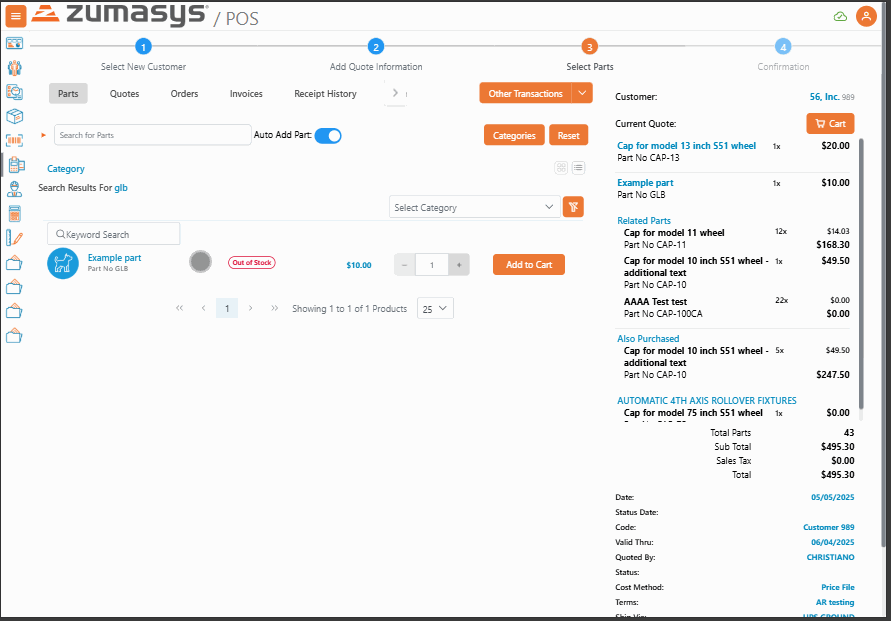 zumasys / POS
1
2
3
4
Select New Customer
Add Quote Information
Select Parts
Confirmation
Parts
Quotes
Orders
Invoices
Receipt History
Other Transactions
Search for Parts
Auto Add Part:
Categories
Reset
Category
Search Results For glb
Select Category
Keyword Search
Example part
Part No GLB
Out of Stock
$10.00
− 1 +
Add to Cart
<< < 1 > >> Showing 1 to 1 of 1 Products 25
Customer: 56, Inc. 989
Current Quote: Cart
Cap for model 13 inch 551 wheel 1x $20.00
Part No CAP-13
Example part 1x $10.00
Part No GLB
Related Parts
Cap for model 11 wheel 12x $14.03
Part No CAP-11 $168.30
Cap for model 10 inch 551 wheel - 1x $49.50
additional text
Part No CAP-10
AAAA Test test 22x $0.00
Part No CAP-100CA $0.00
Also Purchased
Cap for model 10 inch 551 wheel - 5x $49.50
additional text
Part No CAP-10 $247.50
AUTOMATIC 4TH AXIS ROLLOVER FIXTURES
Cap for model 75 inch 551 wheel 1x $0.00
Total Parts 43
Sub Total $495.30
Sales Tax $0.00
Total $495.30
Date: 05/05/2025
Status Date:
Code: Customer 989
Valid Thru: 06/04/2025
Quoted By: CHRISTIANO
Status:
Cost Method: Price File
Terms: AR testing
Ship Via: UPS GROUND